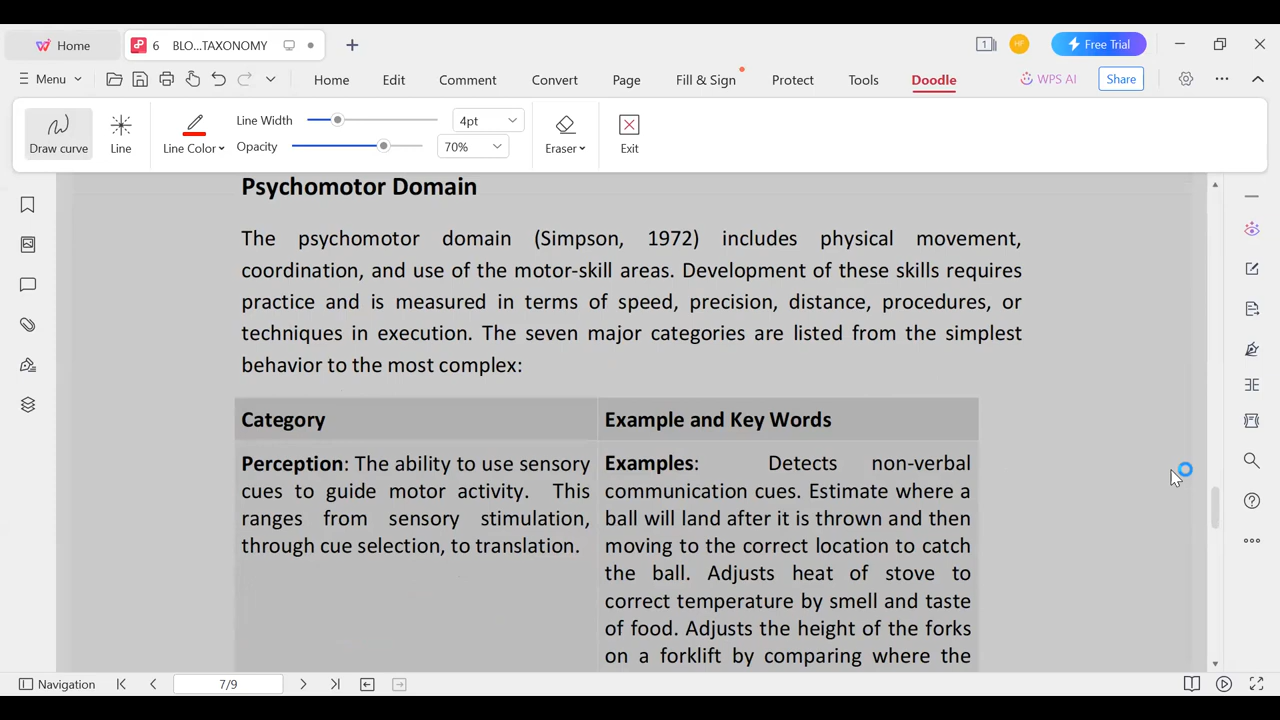 Home
6 BLO...TAXONOMY
1
HF
Free Trial
Menu
Home Edit Comment Convert Page Fill & Sign Protect Tools Doodle
WPS AI
Share
Draw curve
Line
Line Color
Line Width
4pt
Opacity
70%
Eraser
Exit
Psychomotor Domain
The psychomotor domain (Simpson, 1972) includes physical movement,
coordination, and use of the motor-skill areas. Development of these skills requires
practice and is measured in terms of speed, precision, distance, procedures, or
techniques in execution. The seven major categories are listed from the simplest
behavior to the most complex:
Category
Example and Key Words
Perception: The ability to use sensory
cues to guide motor activity. This
ranges from sensory stimulation,
through cue selection, to translation.
Examples: Detects non-verbal
communication cues. Estimate where a
ball will land after it is thrown and then
moving to the correct location to catch
the ball. Adjusts heat of stove to
correct temperature by smell and taste
of food. Adjusts the height of the forks
on a forklift by comparing where the
Navigation
7/9